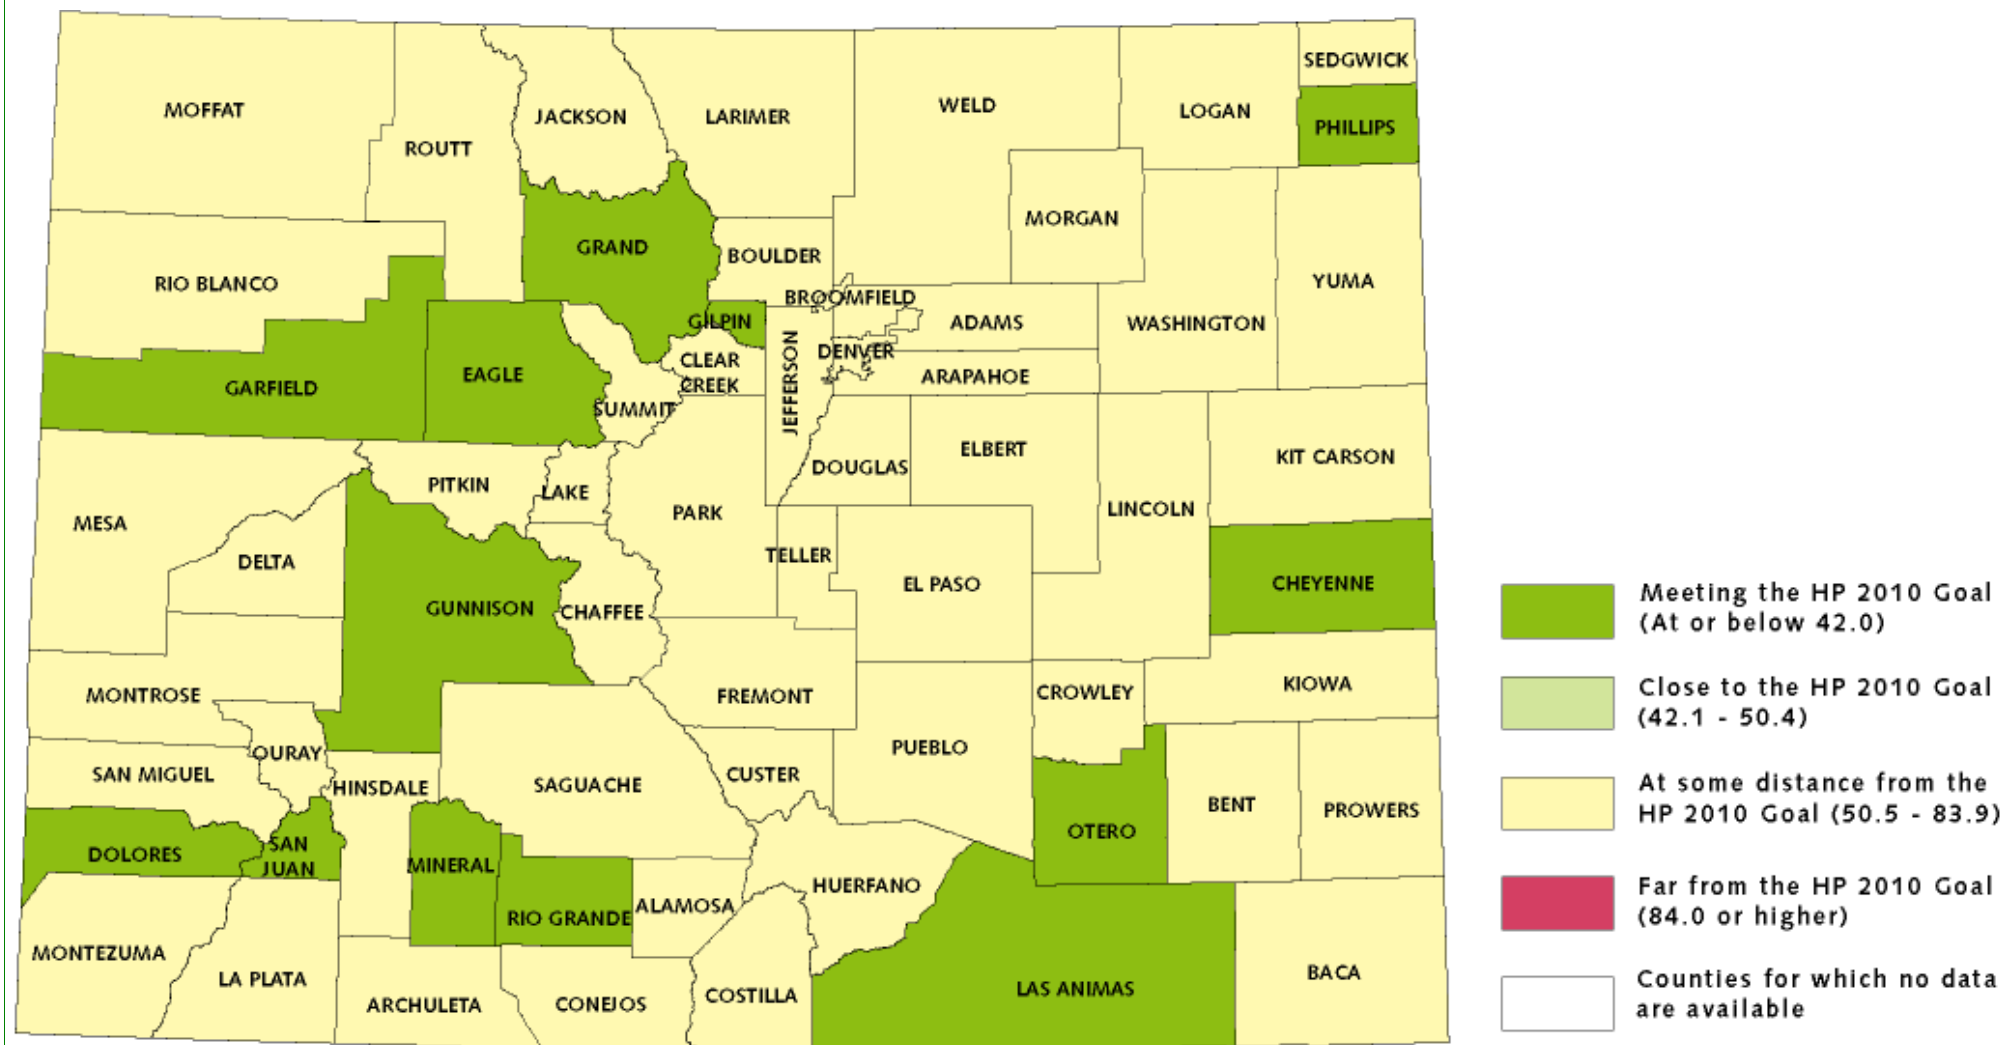 SEDGWICK
MOFFAT
JACKSON
LARIMER
WELD
LOGAN
PHILLIPS
ROUTT
MORGAN
GRAND
BOULDER
RIO BLANCO
YUMA
BROOMFIELD
GILPIN
ADAMS
WASHINGTON
DENVER
CLEAR
CREEK
JEFFERSON
ARAPAHOE
GARFIELD
EAGLE
SUMMIT
ELBERT
KIT CARSON
DOUGLAS
PITKIN
LAKE
PARK
LINCOLN
MESA
DELTA
TELLER
EL PASO
CHEYENNE
GUNNISON
CHAFFEE
MONTROSE
FREMONT
CROWLEY
KIOWA
OURAY
PUEBLO
SAN MIGUEL
HINSDALE
SAGUACHE
CUSTER
BENT
PROWERS
OTERO
DOLORES
SAN
JUAN
MINERAL
HUERFANO
RIO GRANDE
ALAMOSA
MONTEZUMA
LA PLATA
ARCHULETA
CONEJOS
COSTILLA
LAS ANIMAS
BACA
Meeting the HP 2010 Goal
(At or below 42.0)
Close to the HP 2010 Goal
(42.1 - 50.4)
At some distance from the
HP 2010 Goal (50.5 - 83.9)
Far from the HP 2010 Goal
(84.0 or higher)
Counties for which no data
are available